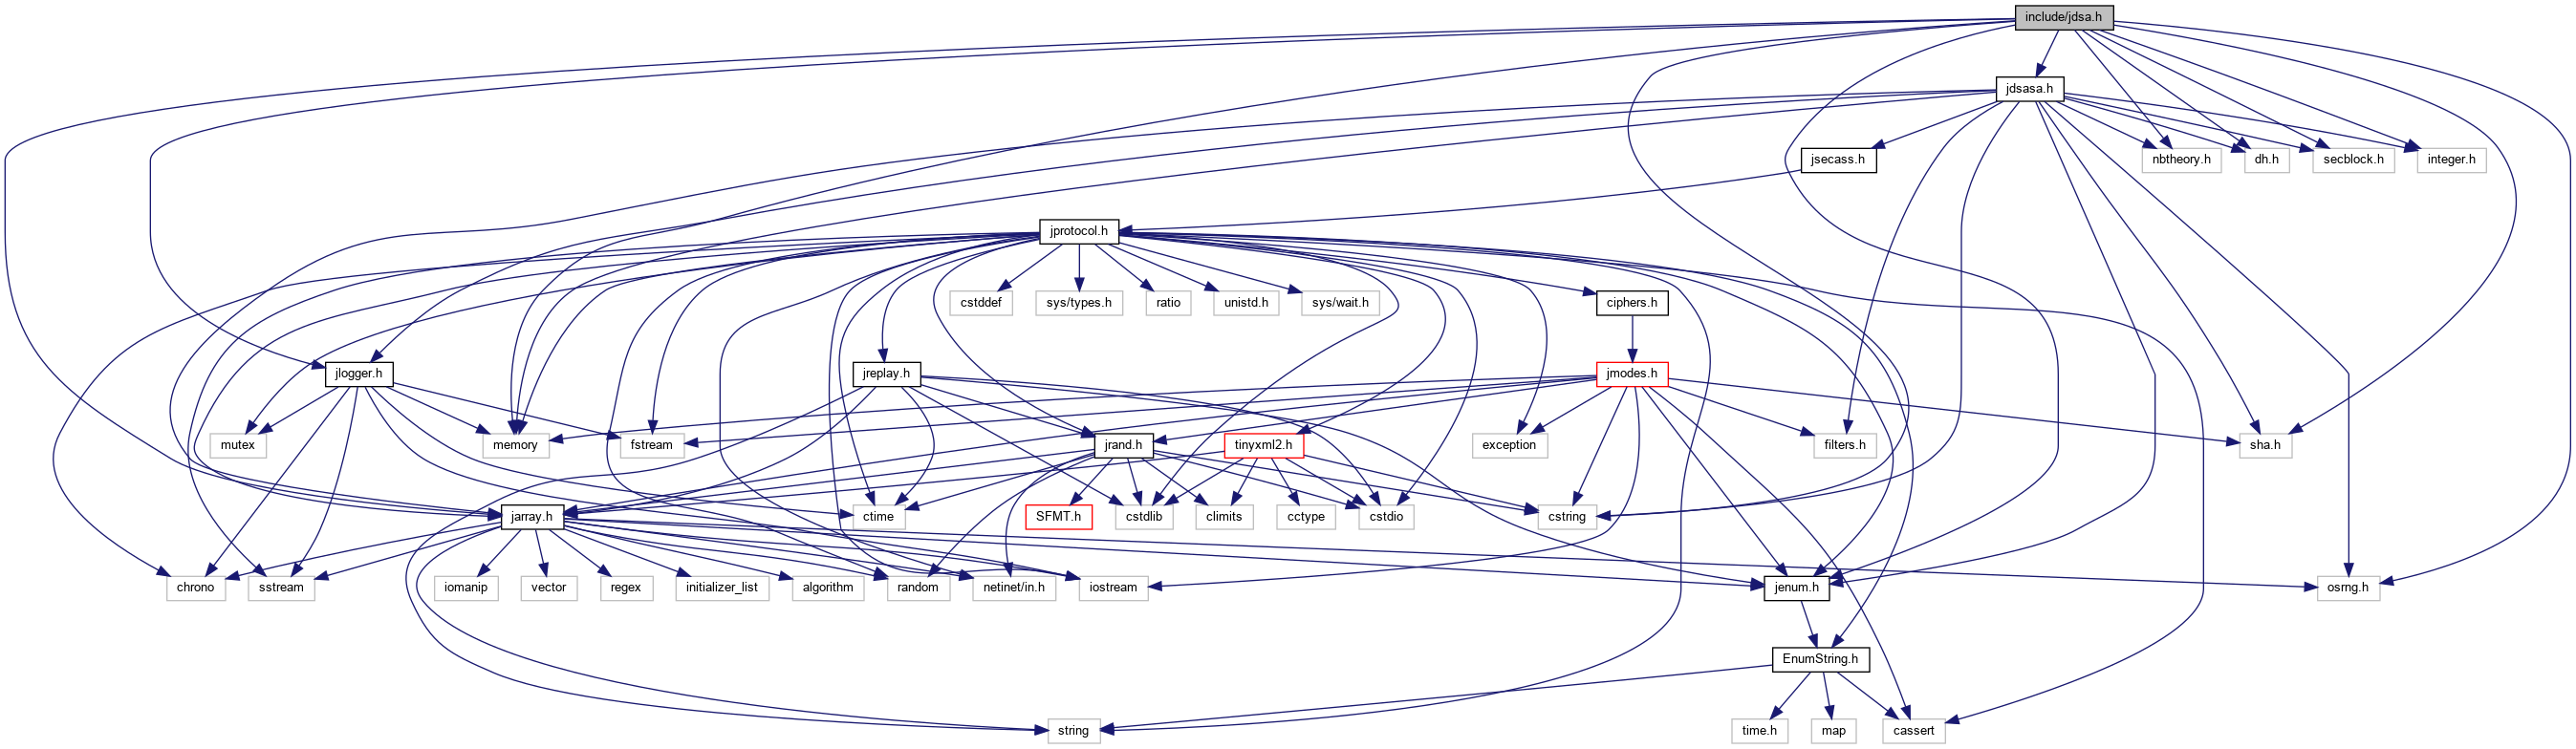 include/jdsa.h
jdsasa.h
jsecass.h
nbtheory.h
dh.h
secblock.h
integer.h
jprotocol.h
cstddef
sys/types.h
ratio
unistd.h
sys/wait.h
ciphers.h
jlogger.h
jreplay.h
jmodes.h
mutex
memory
fstream
jrand.h
tinyxml2.h
exception
filters.h
sha.h
jarray.h
ctime
SFMT.h
cstdlib
climits
cctype
cstdio
cstring
chrono
sstream
iomanip
vector
regex
initializer_list
algorithm
random
netinet/in.h
iostream
jenum.h
osrng.h
EnumString.h
string
time.h
map
cassert